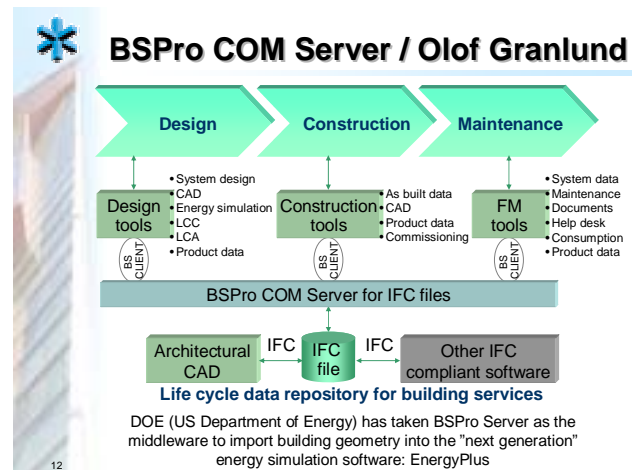 BSPro COM Server / Olof Granlund
Design
Construction
Maintenance
Design
tools
• System design
• CAD
• Energy simulation
• LCC
• LCA
• Product data
Construction
tools
• As built data
• CAD
• Product data
• Commissioning
FM
tools
• System data
• Maintenance
• Documents
• Help desk
• Consumption
• Product data
BS
CLIENT
BS
CLIENT
BS
CLIENT
BSPro COM Server for IFC files
Architectural
CAD
IFC
IFC
file
IFC
Other IFC
compliant software
Life cycle data repository for building services
DOE (US Department of Energy) has taken BSPro Server as the
middleware to import building geometry into the ”next generation”
energy simulation software: EnergyPlus
12